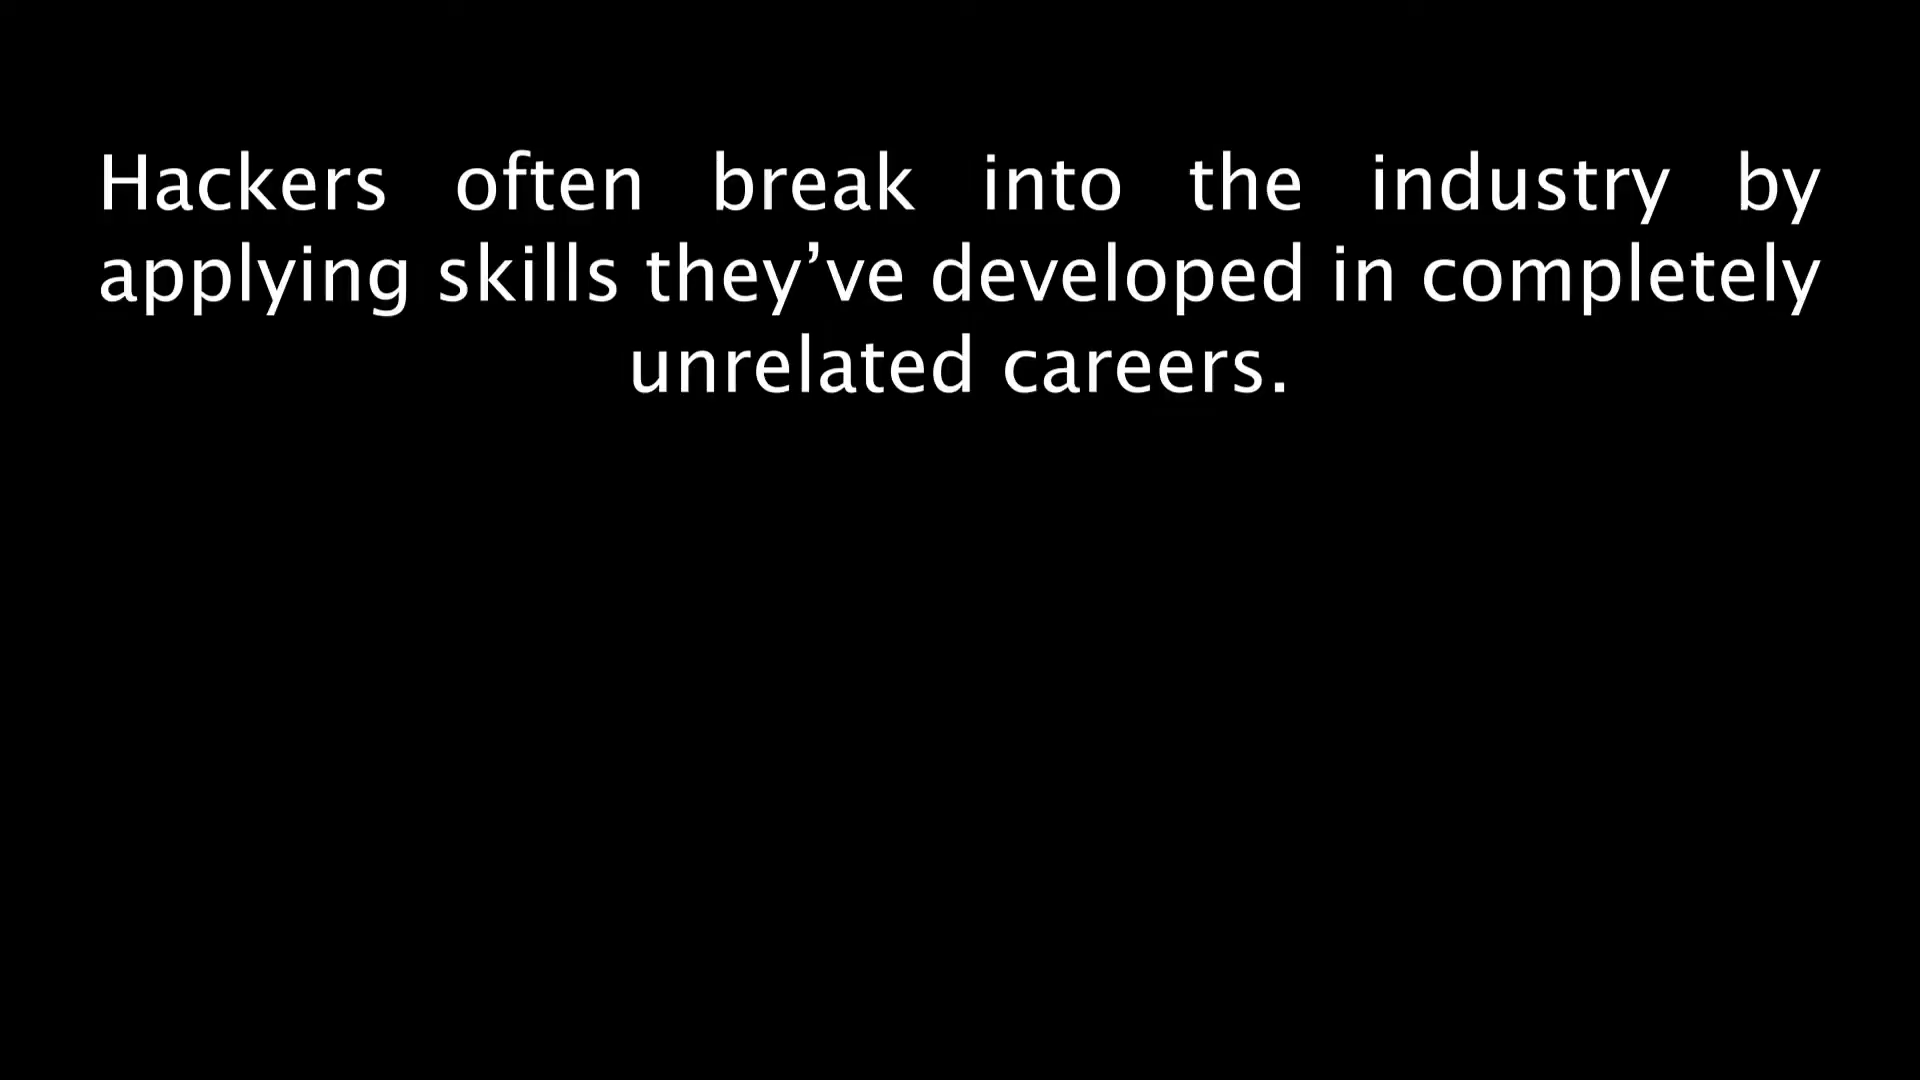 Hackers often break into the industry by
applying skills they’ve developed in completely
unrelated careers.